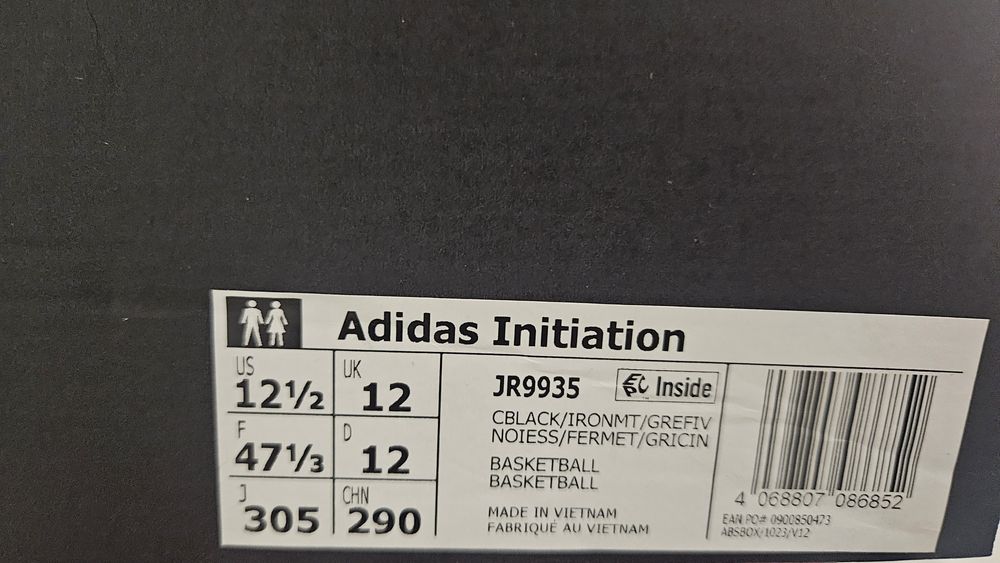 Adidas Initiation
US
12½
UK
12
F
47⅓
D
12
J
305
CHN
290
JR9935
EPC Inside
CBLACK/IRONMT/GREFIV
NOIESS/FERMET/GRICIN
BASKETBALL
BASKETBALL
MADE IN VIETNAM
FABRIQUÉ AU VIETNAM
4 068807 086852
EAN PO# 0900850473
ABSBOX/1023/V12